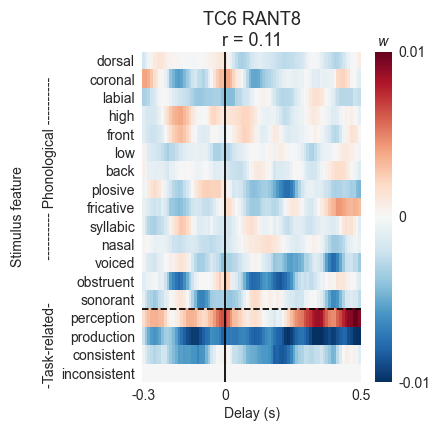 TC6 RANT8
r = 0.11
w
dorsal
coronal
labial
high
front
low
back
plosive
fricative
syllabic
nasal
voiced
obstruent
sonorant
perception
production
consistent
inconsistent
Stimulus feature
---------- Phonological ----------
-Task-related-
-0.3
0
0.5
Delay (s)
0.01
0
-0.01